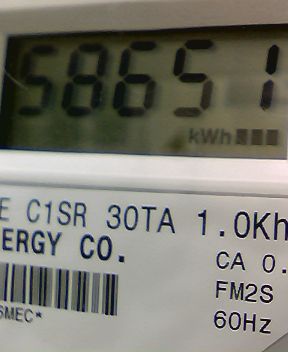 58651
kWh
E C1SR 30TA 1.0Kh
ERGY CO.
CA 0.
FM2S
60Hz
SMEC*